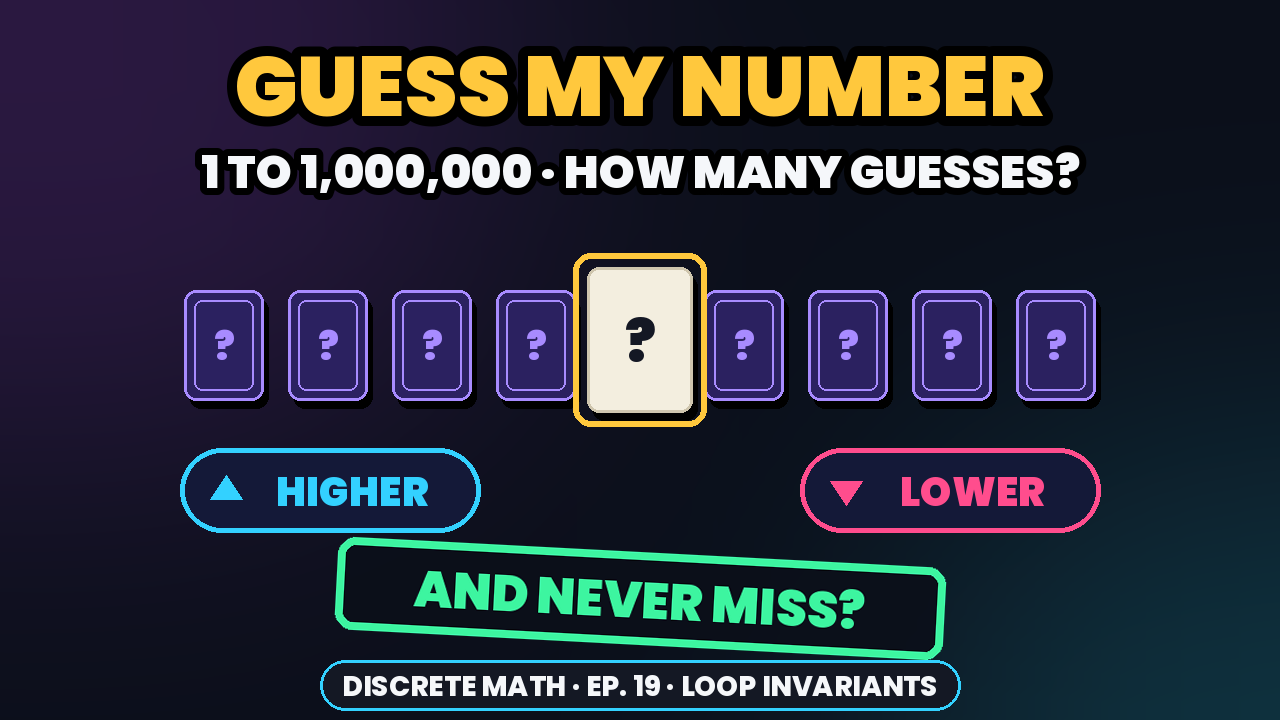 GUESS MY NUMBER
1 TO 1,000,000 · HOW MANY GUESSES?
? ? ? ? ? ? ? ? ?
▲ HIGHER
▼ LOWER
AND NEVER MISS?
DISCRETE MATH · EP. 19 · LOOP INVARIANTS